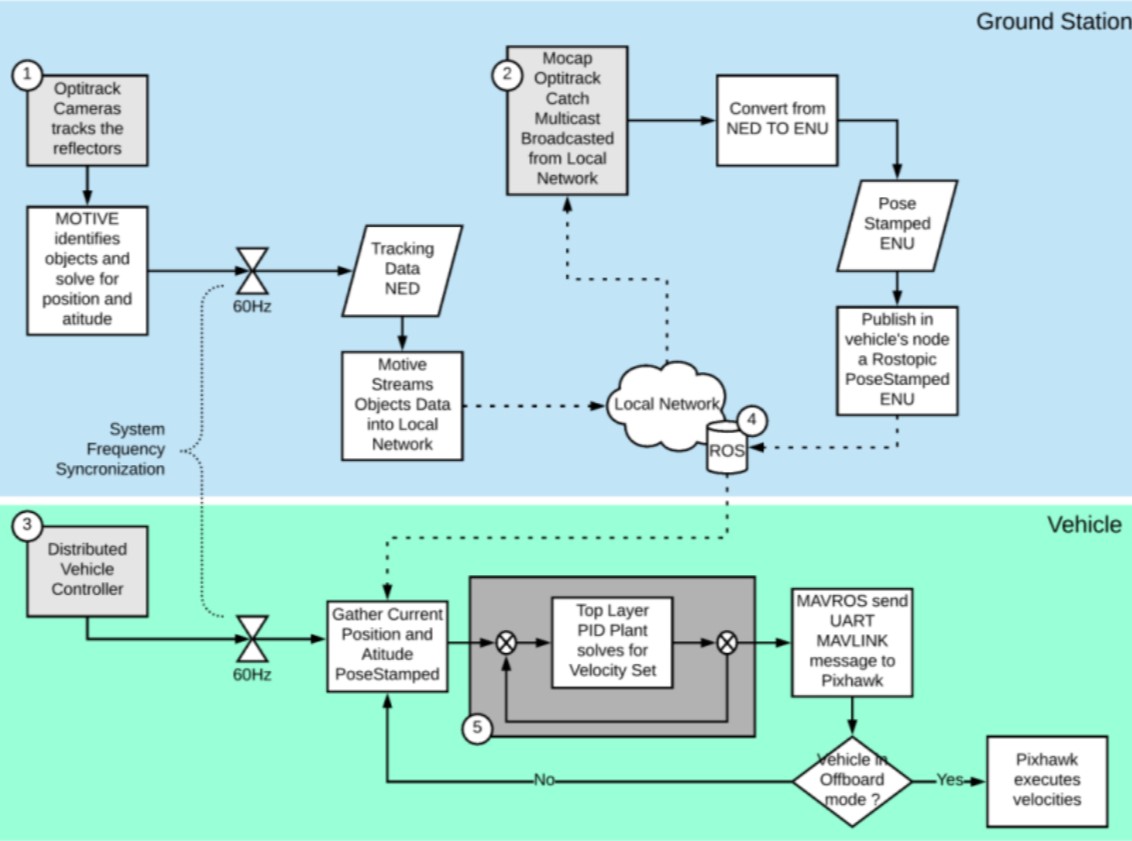 Ground Station
1
Optitrack
Cameras
tracks the
reflectors
MOTIVE
identifies
objects and
solve for
position and
atitude
60Hz
Tracking
Data
NED
Motive
Streams
Objects Data
into Local
Network
2
Mocap
Optitrack
Catch
Multicast
Broadcasted
from Local
Network
Convert from
NED TO ENU
Pose
Stamped
ENU
Publish in
vehicle's node
a Rostopic
PoseStamped
ENU
Local Network
4
ROS
System
Frequency
Syncronization
Vehicle
3
Distributed
Vehicle
Controller
60Hz
Gather Current
Position and
Atitude
PoseStamped
Top Layer
PID Plant
solves for
Velocity Set
5
MAVROS send
UART
MAVLINK
message to
Pixhawk
Vehicle in
Offboard
mode ?
No
Yes
Pixhawk
executes
velocities